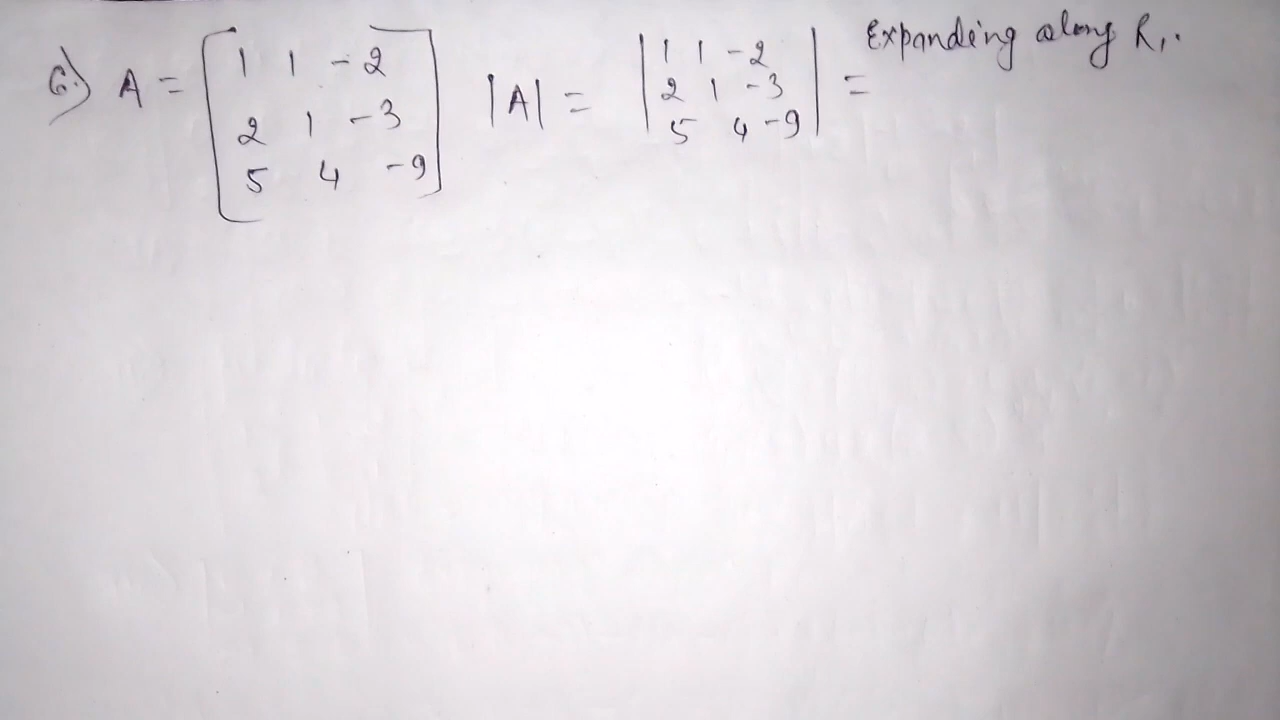 6.) A = [ 1 1 -2 |A| = | 1 1 -2 = Expanding along R₁.
2 1 -3 2 1 -3
5 4 -9 ] 5 4 -9 |